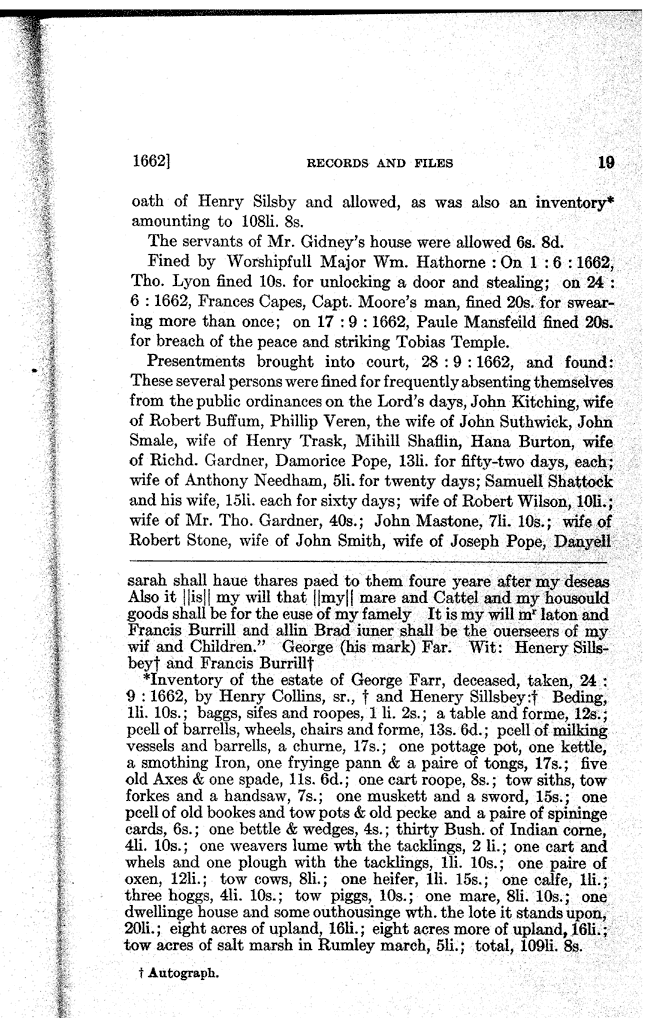 1662] RECORDS AND FILES 19
oath of Henry Silsby and allowed, as was also an inventory*
amounting to 108li. 8s.
The servants of Mr. Gidney's house were allowed 6s. 8d.
Fined by Worshipfull Major Wm. Hathorne : On 1 : 6 : 1662,
Tho. Lyon fined 10s. for unlocking a door and stealing; on 24 :
6 : 1662, Frances Capes, Capt. Moore's man, fined 20s. for swear-
ing more than once; on 17 : 9 : 1662, Paule Mansfeild fined 20s.
for breach of the peace and striking Tobias Temple.
Presentments brought into court, 28 : 9 : 1662, and found:
These several persons were fined for frequently absenting themselves
from the public ordinances on the Lord's days, John Kitching, wife
of Robert Buffum, Phillip Veren, the wife of John Suthwick, John
Smale, wife of Henry Trask, Mihill Shaflin, Hana Burton, wife
of Richd. Gardner, Damorice Pope, 13li. for fifty-two days, each;
wife of Anthony Needham, 5li. for twenty days; Samuell Shattock
and his wife, 15li. each for sixty days; wife of Robert Wilson, 10li.;
wife of Mr. Tho. Gardner, 40s.; John Mastone, 7li. 10s.; wife of
Robert Stone, wife of John Smith, wife of Joseph Pope, Danyell
sarah shall haue thares paed to them foure yeare after my deseas
Also it ||is|| my will that ||my|| mare and Cattel and my housould
goods shall be for the euse of my famely It is my will mʳ laton and
Francis Burrill and allin Brad iuner shall be the ouerseers of my
wif and Children." George (his mark) Far. Wit: Henery Sills-
bey† and Francis Burrill†
*Inventory of the estate of George Farr, deceased, taken, 24 :
9 : 1662, by Henry Collins, sr., † and Henery Sillsbey:† Beding,
1li. 10s.; baggs, sifes and roopes, 1 li. 2s.; a table and forme, 12s.;
pcell of barrells, wheels, chairs and forme, 13s. 6d.; pcell of milking
vessels and barrells, a churne, 17s.; one pottage pot, one kettle,
a smothing Iron, one fryinge pann & a paire of tongs, 17s.; five
old Axes & one spade, 11s. 6d.; one cart roope, 8s.; tow siths, tow
forkes and a handsaw, 7s.; one muskett and a sword, 15s.; one
pcell of old bookes and tow pots & old pecke and a paire of spininge
cards, 6s.; one bettle & wedges, 4s.; thirty Bush. of Indian corne,
4li. 10s.; one weavers lume wth the tacklings, 2 li.; one cart and
whels and one plough with the tacklings, 1li. 10s.; one paire of
oxen, 12li.; tow cows, 8li.; one heifer, 1li. 15s.; one calfe, 1li.;
three hoggs, 4li. 10s.; tow piggs, 10s.; one mare, 8li. 10s.; one
dwellinge house and some outhousinge wth. the lote it stands upon,
20li.; eight acres of upland, 16li.; eight acres more of upland, 16li.;
tow acres of salt marsh in Rumley march, 5li.; total, 109li. 8s.
† Autograph.